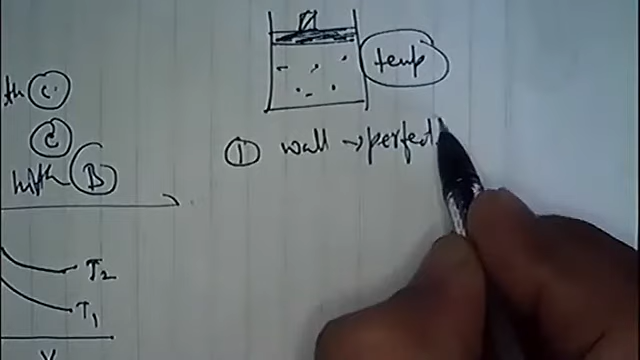 th C
C
with B
T₂
T₁
V
temp
① wall → perfect